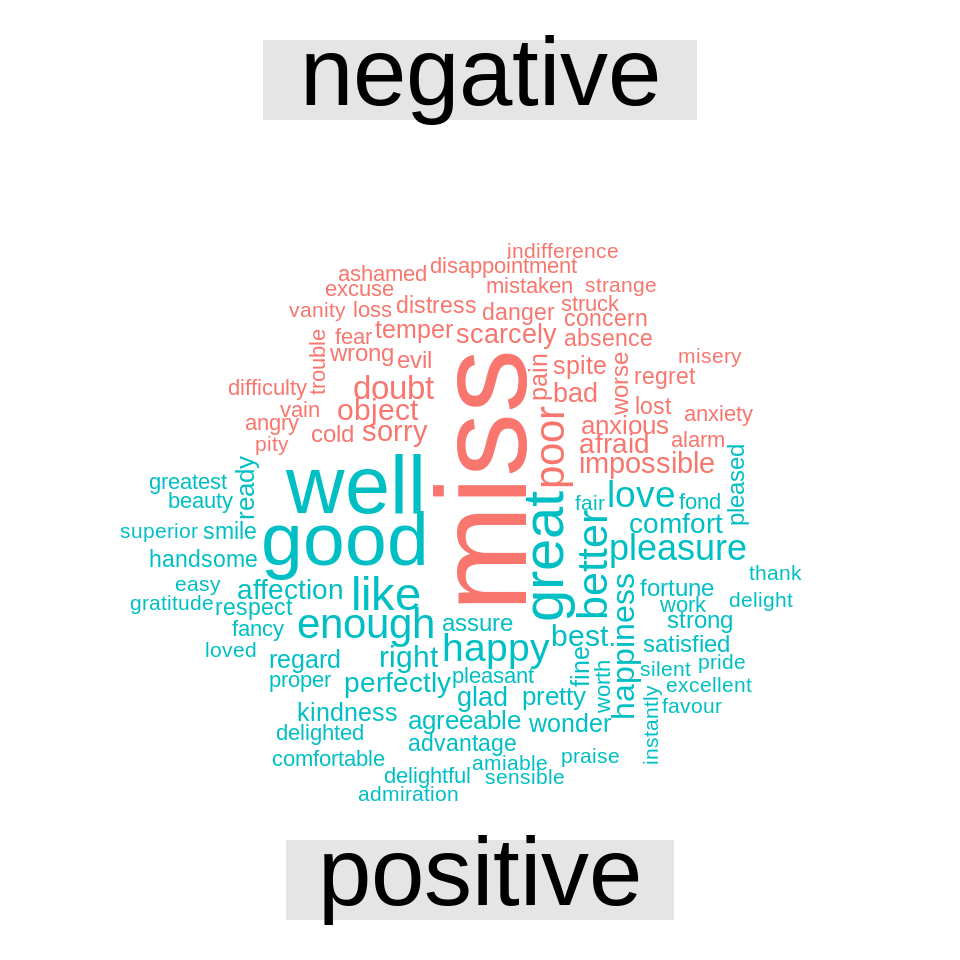 negative
indifference
disappointment
ashamed
excuse
mistaken
strange
vanity
loss
distress
danger
struck
concern
fear
temper
scarcely
absence
trouble
wrong
evil
pain
spite
worse
misery
difficulty
doubt
bad
regret
vain
object
poor
lost
anxiety
angry
cold
sorry
anxious
pity
afraid
alarm
impossible
miss
well
greatest
beauty
ready
great
fair
love
fond
pleased
superior
smile
good
better
comfort
handsome
pleasure
easy
affection
like
happiness
fortune
thank
gratitude
respect
work
delight
fancy
enough
assure
best
strong
loved
regard
right
happy
fine
satisfied
proper
perfectly
pleasant
worth
silent
pride
glad
pretty
excellent
kindness
agreeable
wonder
instantly
favour
delighted
advantage
comfortable
amiable
praise
delightful
sensible
admiration
positive